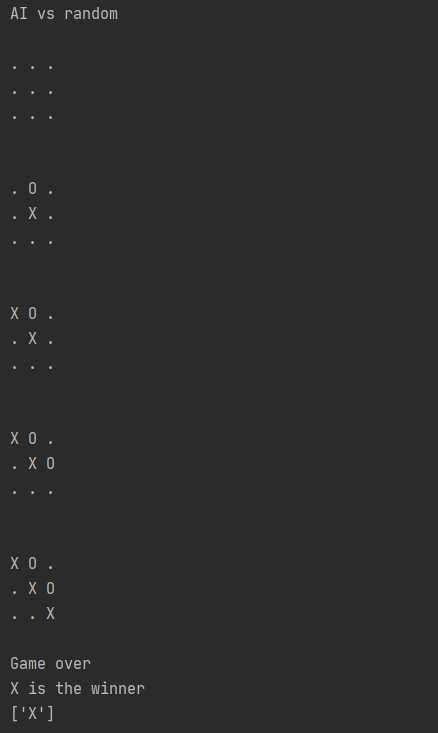 AI vs random
. . .
. . .
. . .
. O .
. X .
. . .
X O .
. X .
. . .
X O .
. X O
. . .
X O .
. X O
. . X
Game over
X is the winner
['X']